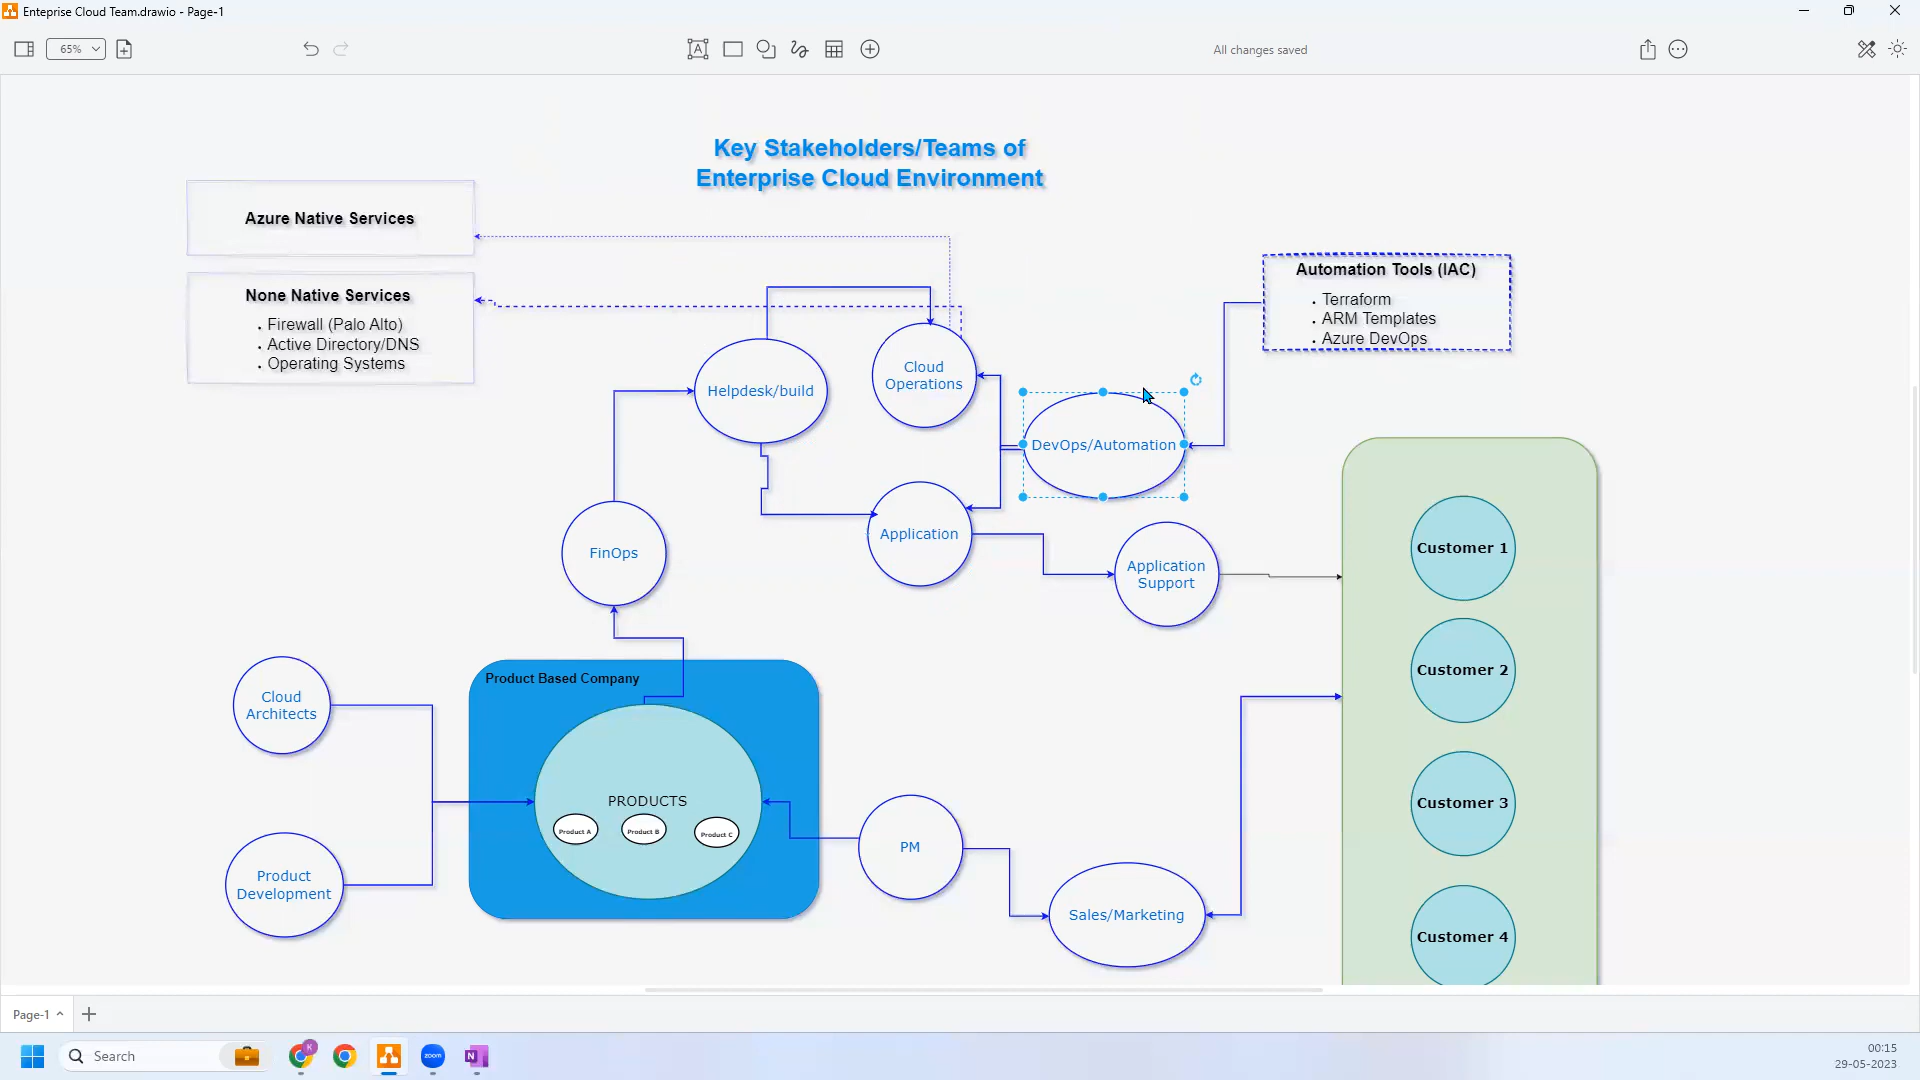 Enteprise Cloud Team.drawio - Page-1
65%
All changes saved
Key Stakeholders/Teams of
Enterprise Cloud Environment
Azure Native Services
None Native Services
. Firewall (Palo Alto)
. Active Directory/DNS
. Operating Systems
Automation Tools (IAC)
. Terraform
. ARM Templates
. Azure DevOps
Helpdesk/build
Cloud
Operations
DevOps/Automation
FinOps
Application
Application
Support
Customer 1
Customer 2
Customer 3
Customer 4
Product Based Company
Cloud
Architects
PRODUCTS
Product A
Product B
Product C
PM
Product
Development
Sales/Marketing
Page-1
Search
K
zoom
N
00:15
29-05-2023